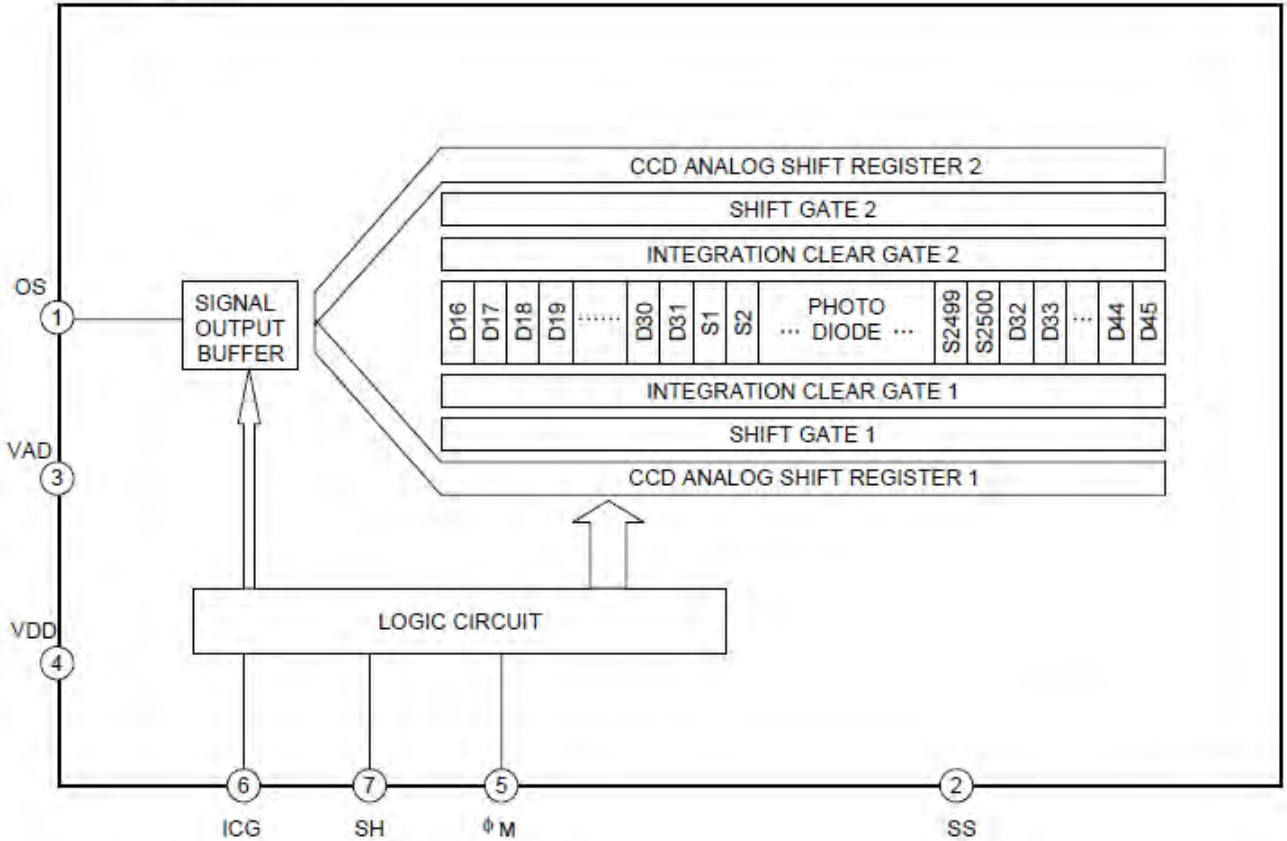 CCD ANALOG SHIFT REGISTER 2
SHIFT GATE 2
INTEGRATION CLEAR GATE 2
OS
1
SIGNAL
OUTPUT
BUFFER
D16 D17 D18 D19 ······· D30 D31 S1 S2 ··· PHOTO DIODE ··· S2499 S2500 D32 D33 ··· D44 D45
INTEGRATION CLEAR GATE 1
SHIFT GATE 1
CCD ANALOG SHIFT REGISTER 1
VAD
3
LOGIC CIRCUIT
VDD
4
6 7 5 2
ICG SH ϕM SS